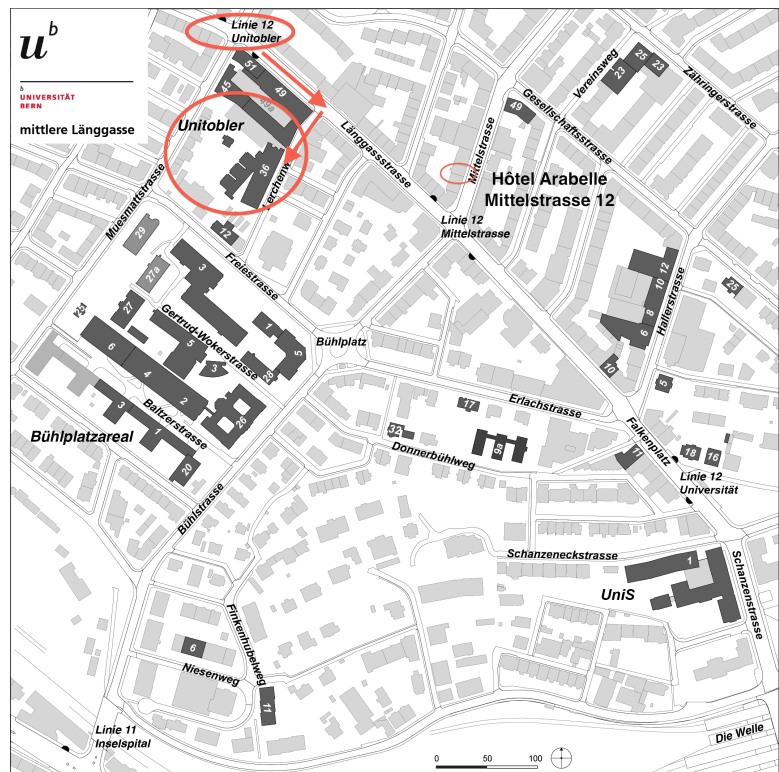 u^b
b
UNIVERSITÄT
BERN
mittlere Länggasse
Linie 12
Unitobler
51
49
45
49a
Unitobler
36
Lerchenw
12
Länggassstrasse
Mittelstrasse
49
Vereinsweg
25
23
23
Zähringerstrasse
Gesellschaftsstrasse
Hôtel Arabelle
Mittelstrasse 12
Linie 12
Mittelstrasse
Muesmattstrasse
29
27a
27
25
3
Freiestrasse
Gertrud-Wokerstrasse
1
5
5
3
28
Bühlplatz
6
4
2
26
3
1
20
Baltzerstrasse
Bühlplatzareal
Bühlstrasse
12
10
8
6
10
Hallerstrasse
25
5
Erlachstrasse
17
32
9a
Donnerbühlweg
11
Falkenplatz
18
16
Linie 12
Universität
Schanzeneckstrasse
1
UniS
Schanzenstrasse
Finkenhubelweg
6
Niesenweg
11
Linie 11
Inselspital
Die Welle
0
50
100